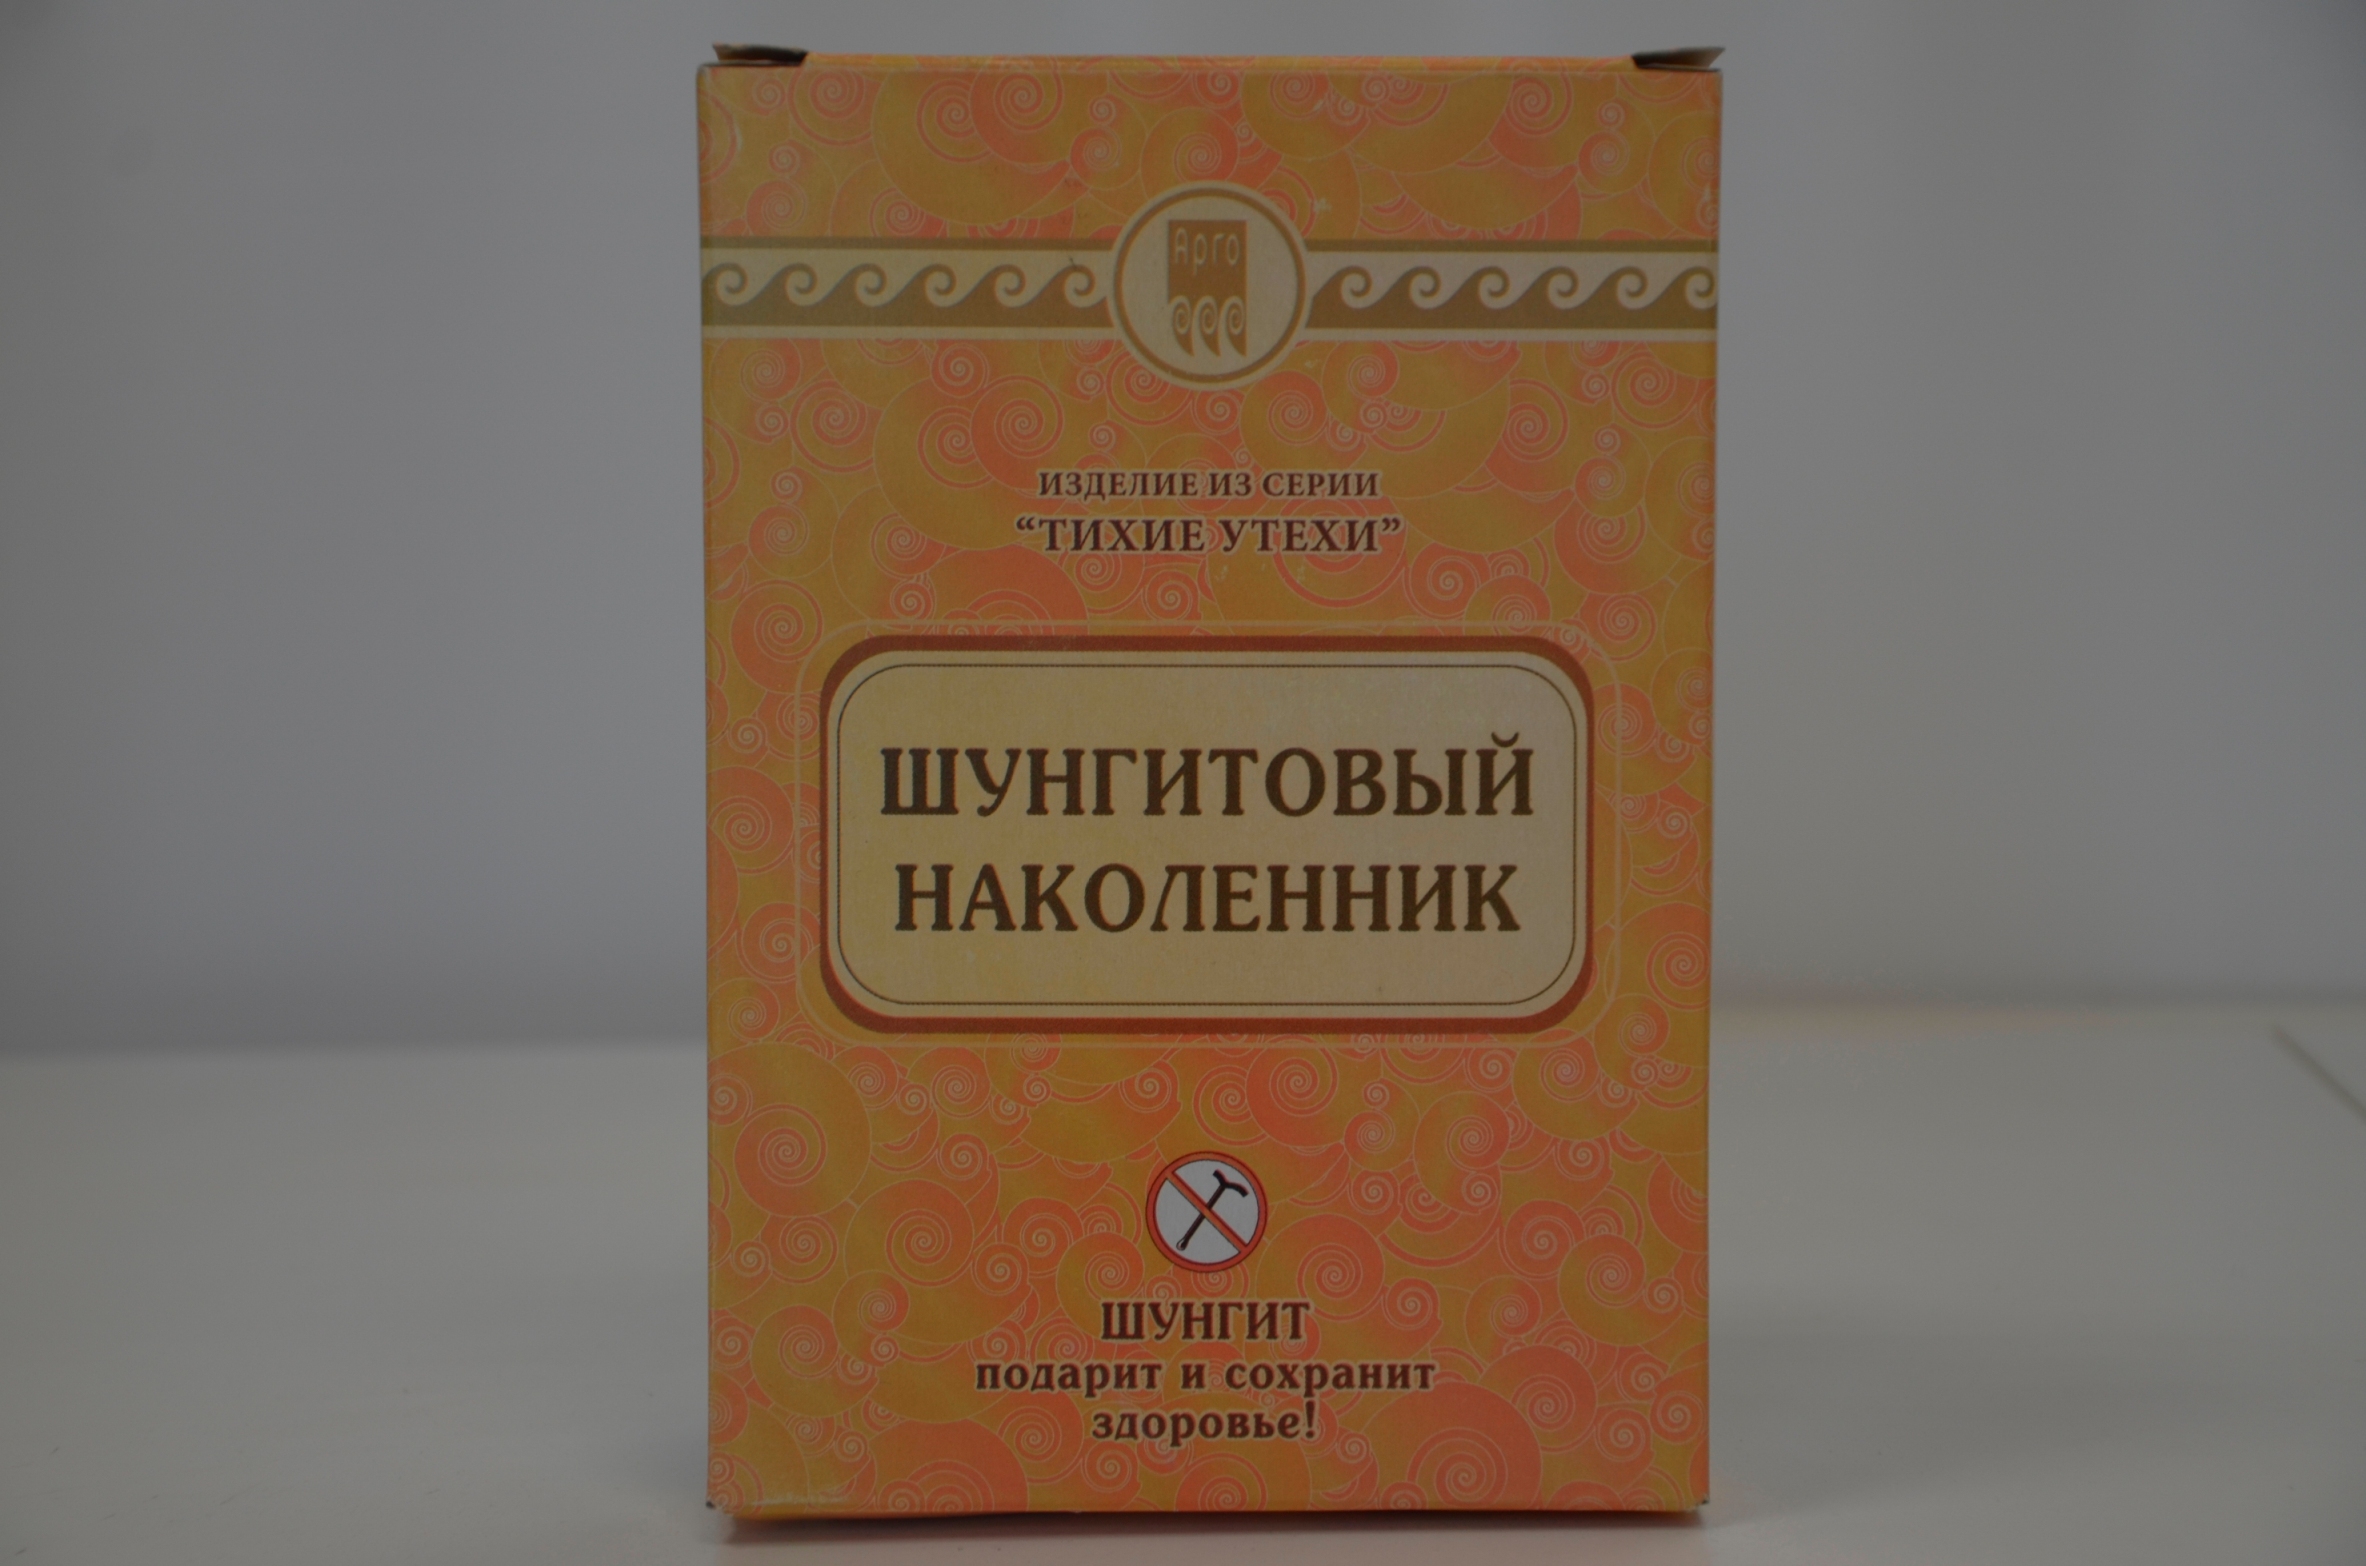 Арго
ИЗДЕЛИЕ ИЗ СЕРИИ
“ТИХИЕ УТЕХИ”
ШУНГИТОВЫЙ
НАКОЛЕННИК
ШУНГИТ
подарит и сохранит
здоровье!